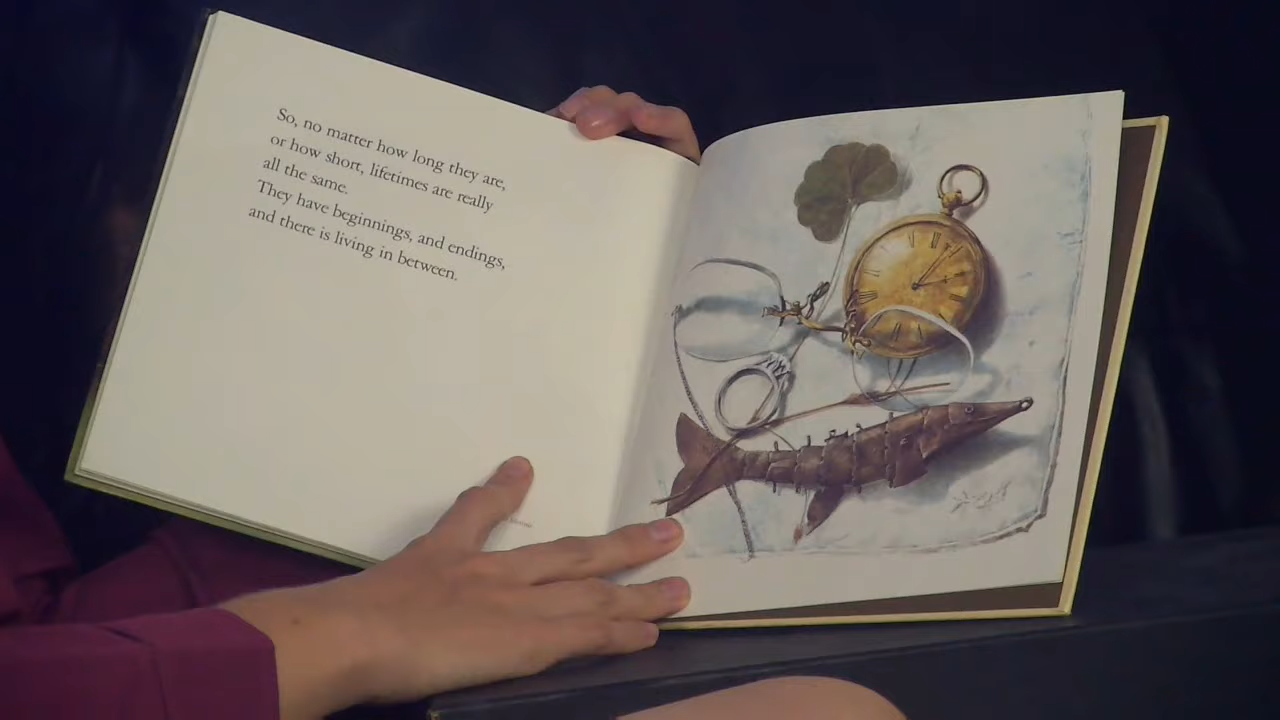 So, no matter how long they are,
or how short, lifetimes are really
all the same.
They have beginnings, and endings,
and there is living in between.